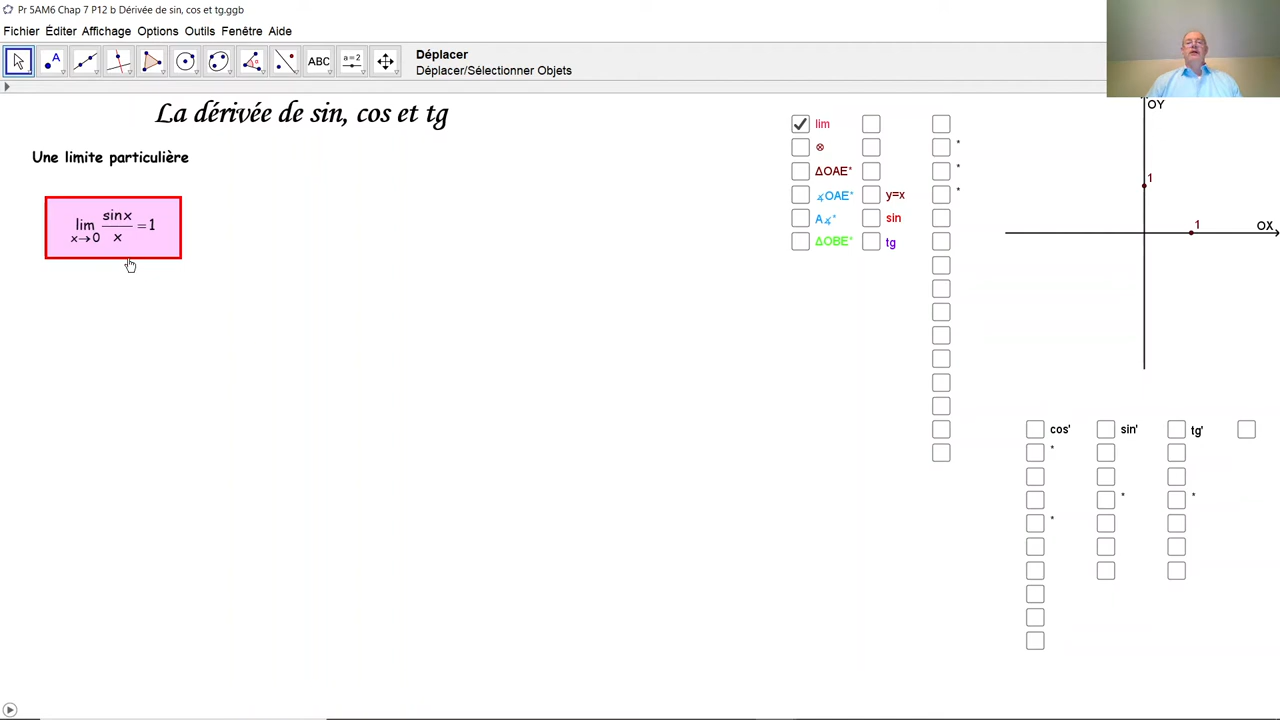 Pr 5AM6 Chap 7 P12 b Dérivée de sin, cos et tg.ggb
Fichier Éditer Affichage Options Outils Fenêtre Aide
A
ABC
a=2
Déplacer
Déplacer/Sélectionner Objets
La dérivée de sin, cos et tg
Une limite particulière
lim x→0 sinx/x =1
lim
⊗
*
ΔOAE* *
∡OAE* y=x *
A∡* sin
ΔOBE* tg
OY
1
1
OX
cos' sin' tg'
*
* *
*